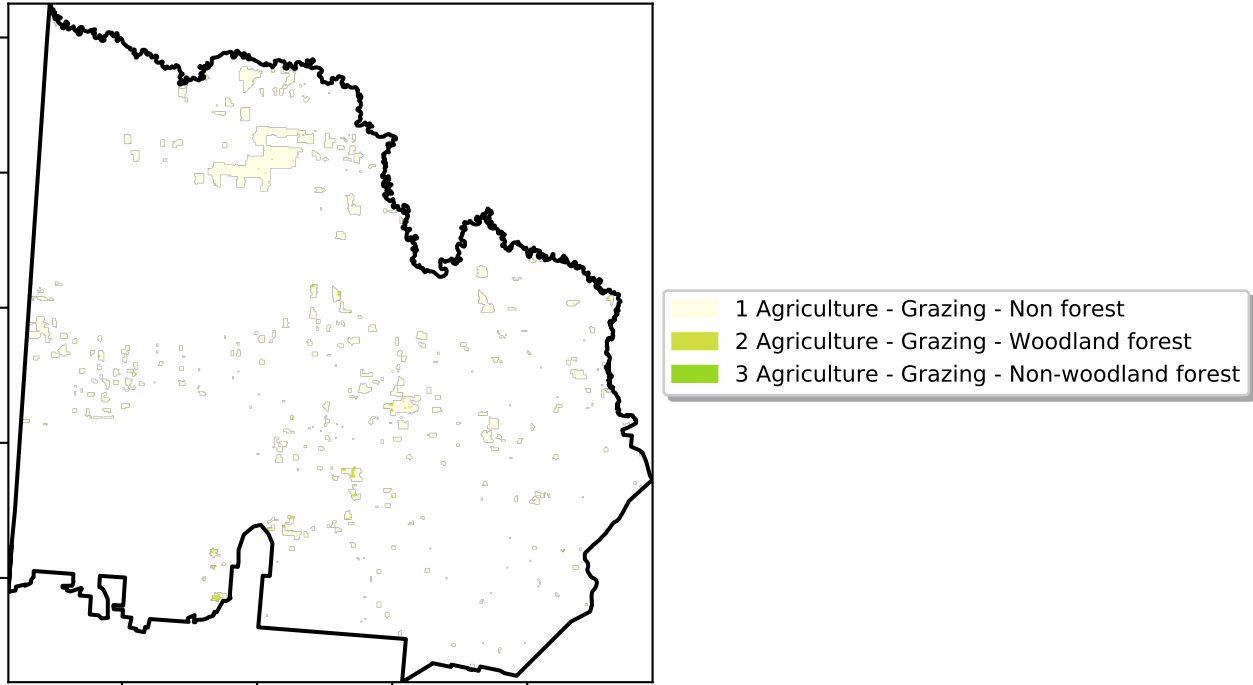 1 Agriculture - Grazing - Non forest
2 Agriculture - Grazing - Woodland forest
3 Agriculture - Grazing - Non-woodland forest